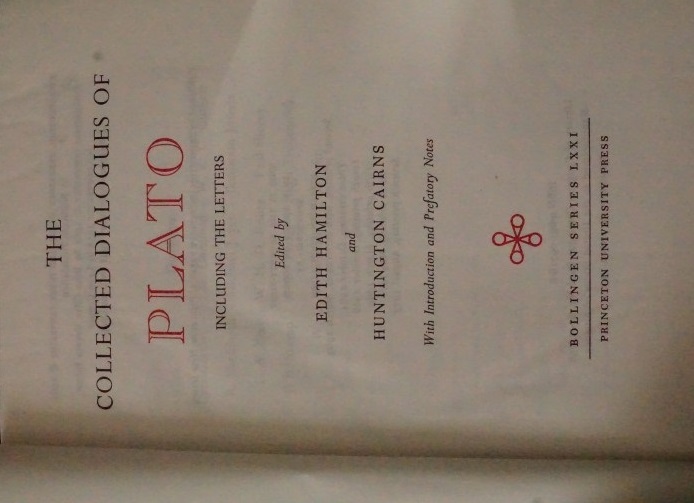 THE
COLLECTED DIALOGUES OF
PLATO
INCLUDING THE LETTERS
Edited by
EDITH HAMILTON
and
HUNTINGTON CAIRNS
With Introduction and Prefatory Notes
BOLLINGEN SERIES LXXI
PRINCETON UNIVERSITY PRESS